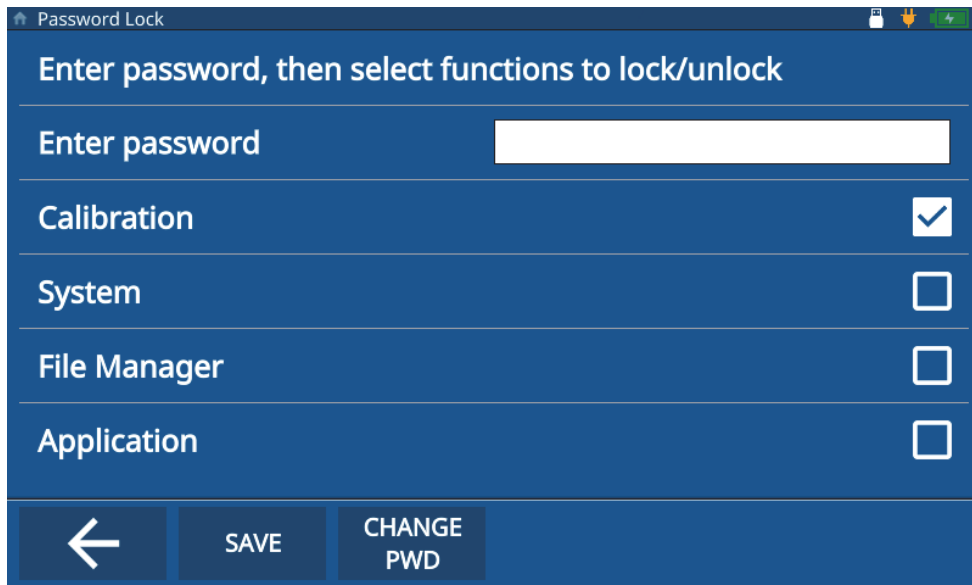 Password Lock
Enter password, then select functions to lock/unlock
Enter password
Calibration
System
File Manager
Application
SAVE
CHANGE
PWD